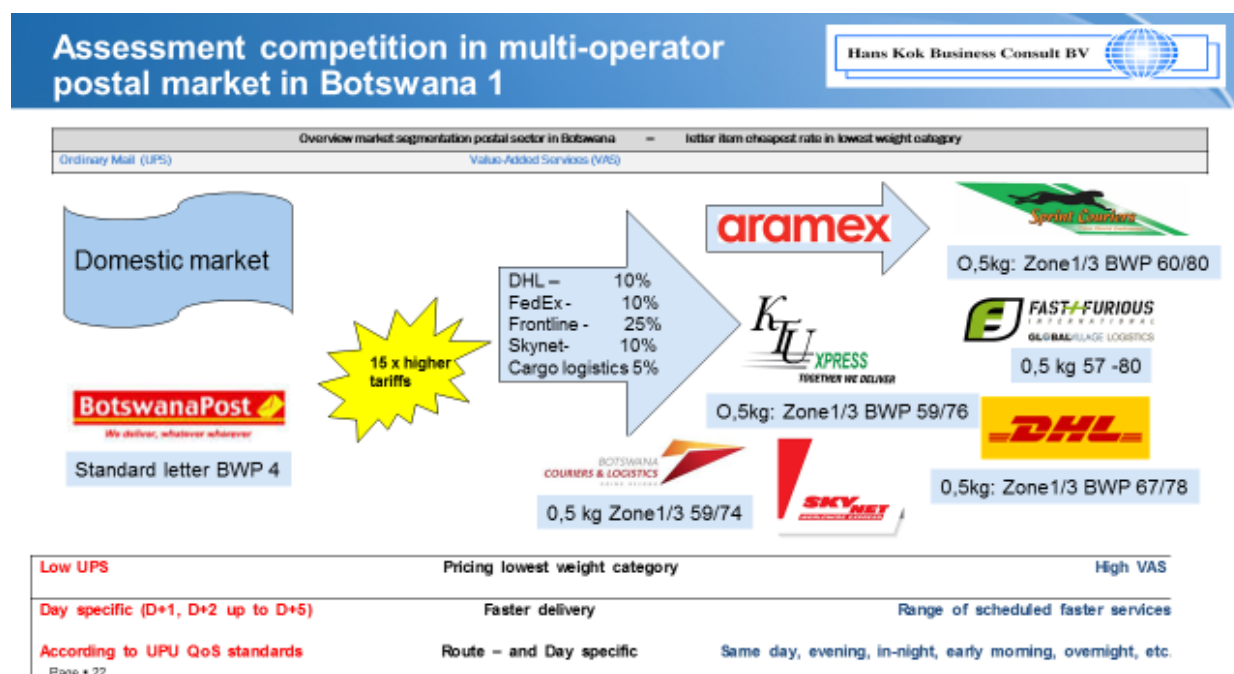 Assessment competition in multi-operator
postal market in Botswana 1
Hans Kok Business Consult BV
Overview market segmentation postal sector in Botswana – letter item cheapest rate in lowest weight category
Ordinary Mail (UPS) Value-Added Services (VAS)
Domestic market
BotswanaPost
We deliver, whatever wherever
Standard letter BWP 4
15 x higher
tariffs
DHL – 10%
FedEx - 10%
Frontline - 25%
Skynet- 10%
Cargo logistics 5%
aramex
Sprint Couriers
O,5kg: Zone1/3 BWP 60/80
KTU
XPRESS
TOGETHER WE DELIVER
O,5kg: Zone1/3 BWP 59/76
FAST++FURIOUS
INTERNATIONAL
GLOBALVILLAGE LOGISTICS
0,5 kg 57 -80
DHL
0,5kg: Zone1/3 BWP 67/78
BOTSWANA
COURIERS & LOGISTICS
0,5 kg Zone1/3 59/74
SKYNET
WORLDWIDE EXPRESS
Low UPS Pricing lowest weight category High VAS
Day specific (D+1, D+2 up to D+5) Faster delivery Range of scheduled faster services
According to UPU QoS standards Route – and Day specific Same day, evening, in-night, early morning, overnight, etc.
Page • 22